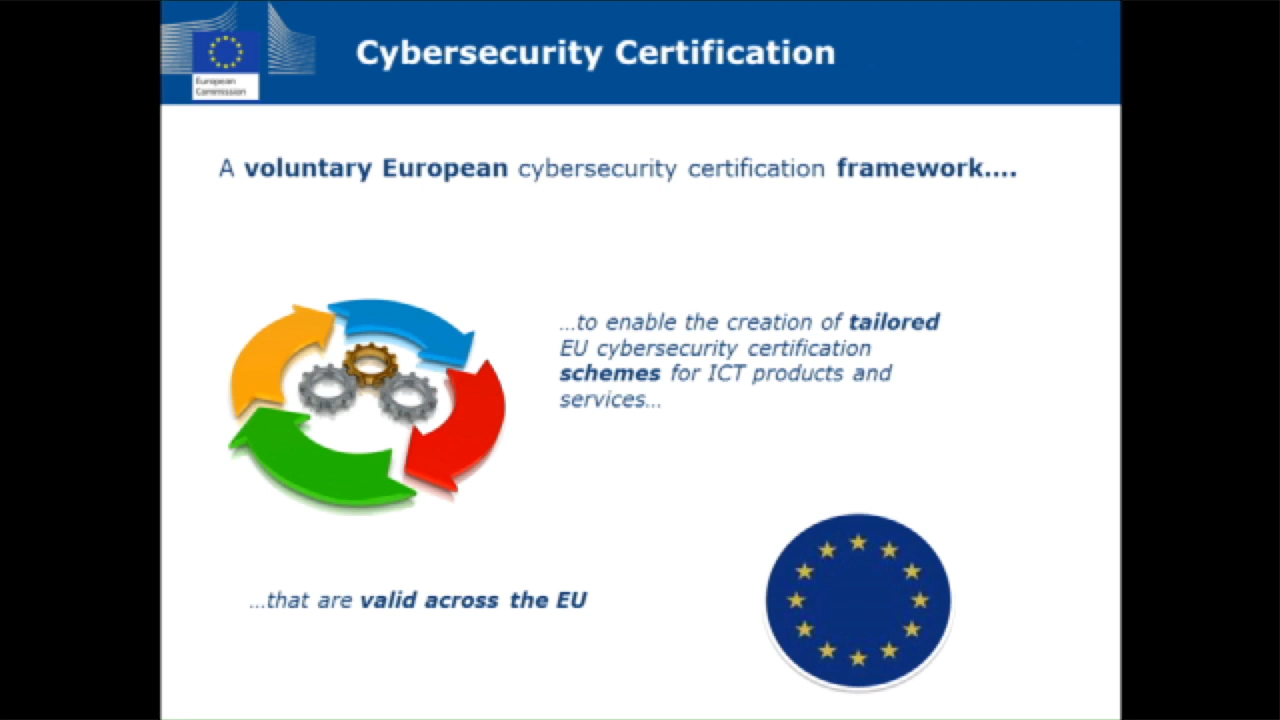 European
Commission
Cybersecurity Certification
A voluntary European cybersecurity certification framework....
...to enable the creation of tailored
EU cybersecurity certification
schemes for ICT products and
services...
...that are valid across the EU